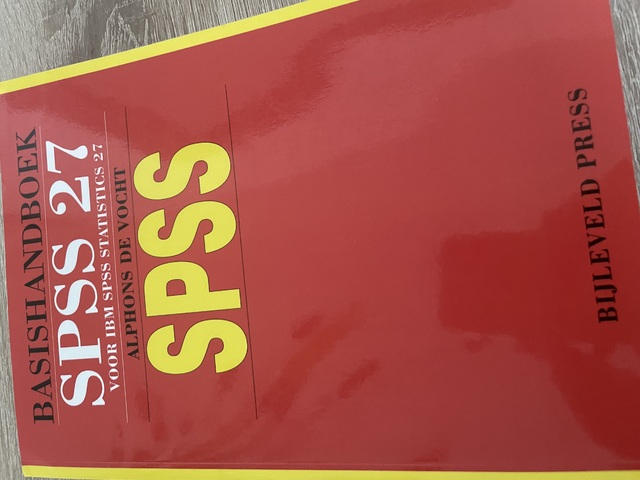 BASISHANDBOEK
SPSS 27
VOOR IBM SPSS STATISTICS 27
ALPHONS DE VOCHT
SPSS
BIJLEVELD PRESS